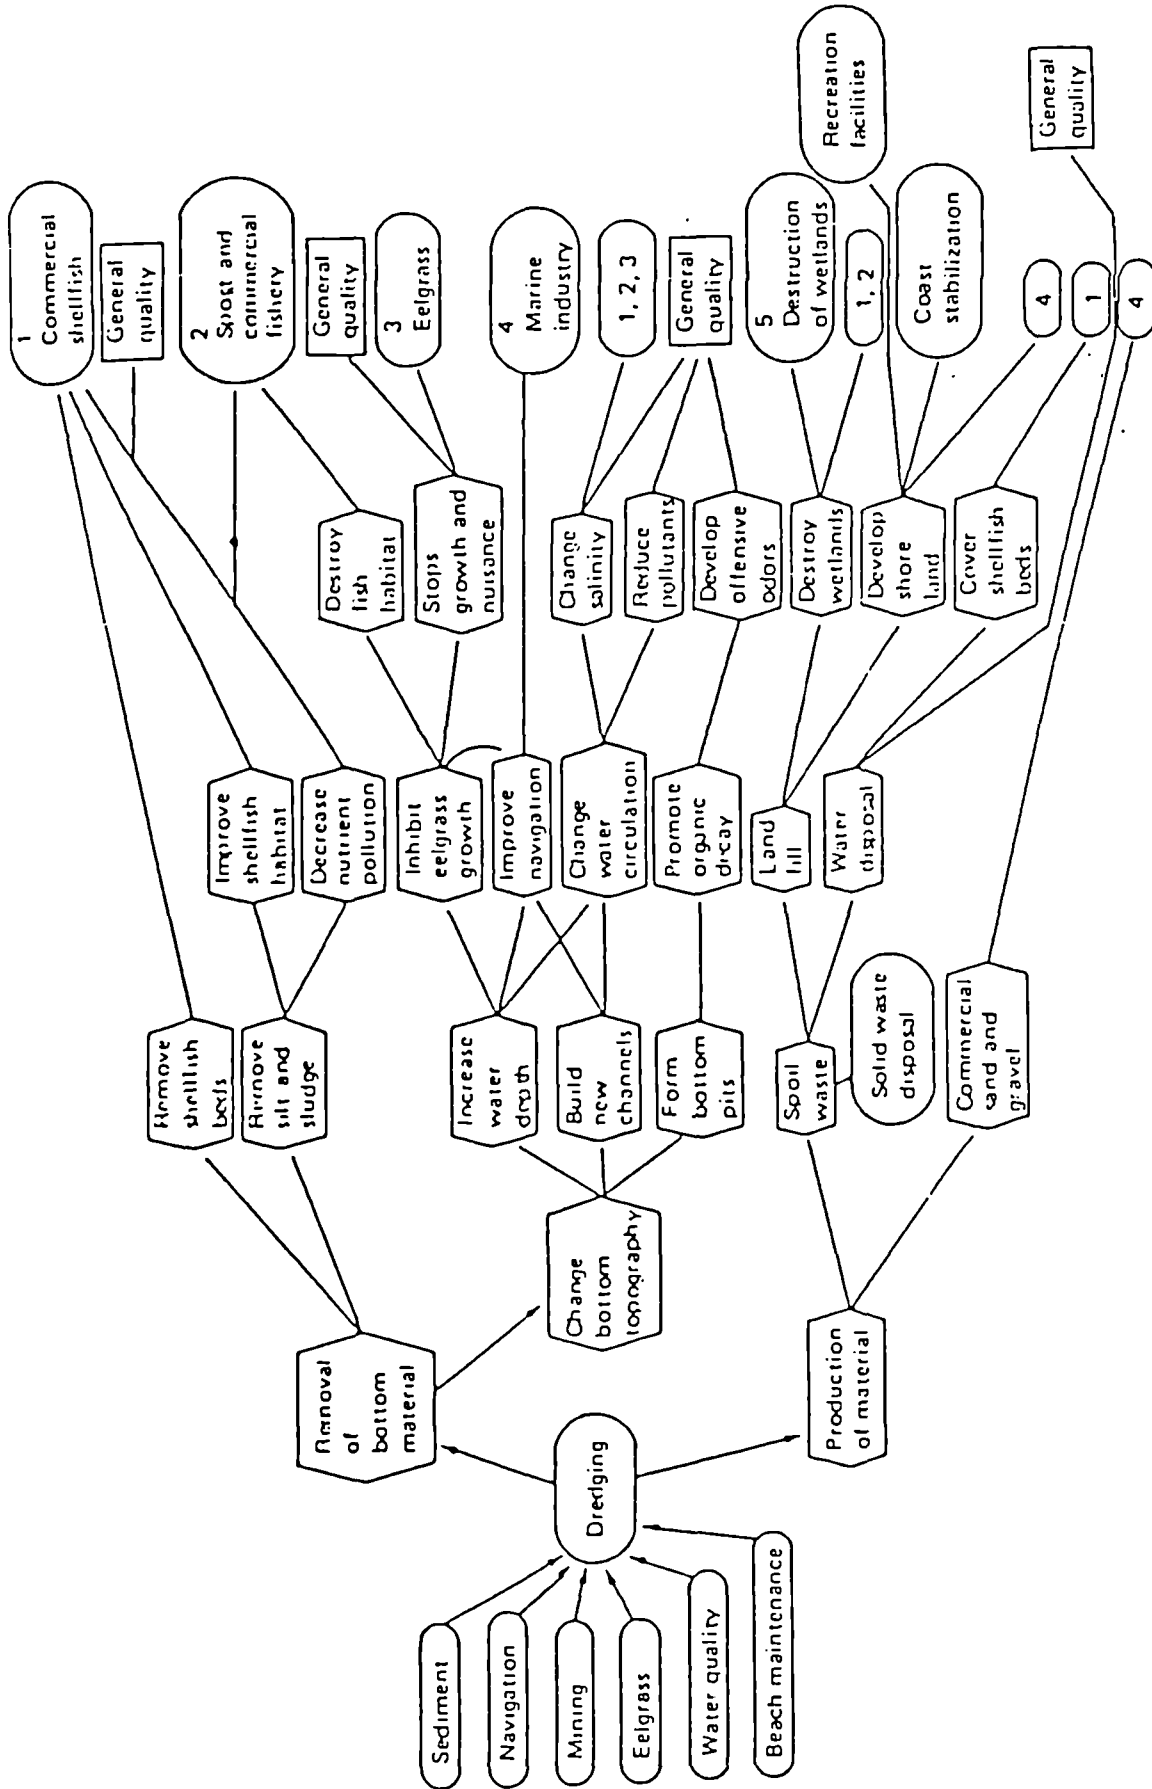 Sediment
Navigation
Mining
Eelgrass
Water quality
Beach maintenance
Dredging
Removal
of
bottom
material
Change
bottom
topography
Production
of material
Remove
shellfish
beds
Remove
silt and
sludge
Increase
water
depth
Build
new
channels
Form
bottom
pits
Spoil
waste
Solid waste
disposal
Commercial
sand and
gravel
Improve
shellfish
habitat
Decrease
nutrient
pollution
Inhibit
eelgrass
growth
Improve
navigation
Change
water
circulation
Promote
organic
decay
Land
fill
Water
disposal
Destroy
fish
habitat
Stops
growth and
nuisance
Change
salinity
Reduce
pollutants
Develop
offensive
odors
Destroy
wetlands
Develop
shore
land
Cover
shellfish
beds
1
Commercial
shellfish
General
quality
2
Spost and
commercial
fishery
General
quality
3
Eelgrass
4
Marine
industry
1, 2, 3
General
quality
5
Destruction
of wetlands
1, 2
Recreation
facilities
Coast
stabilization
4
1
4
General
quality